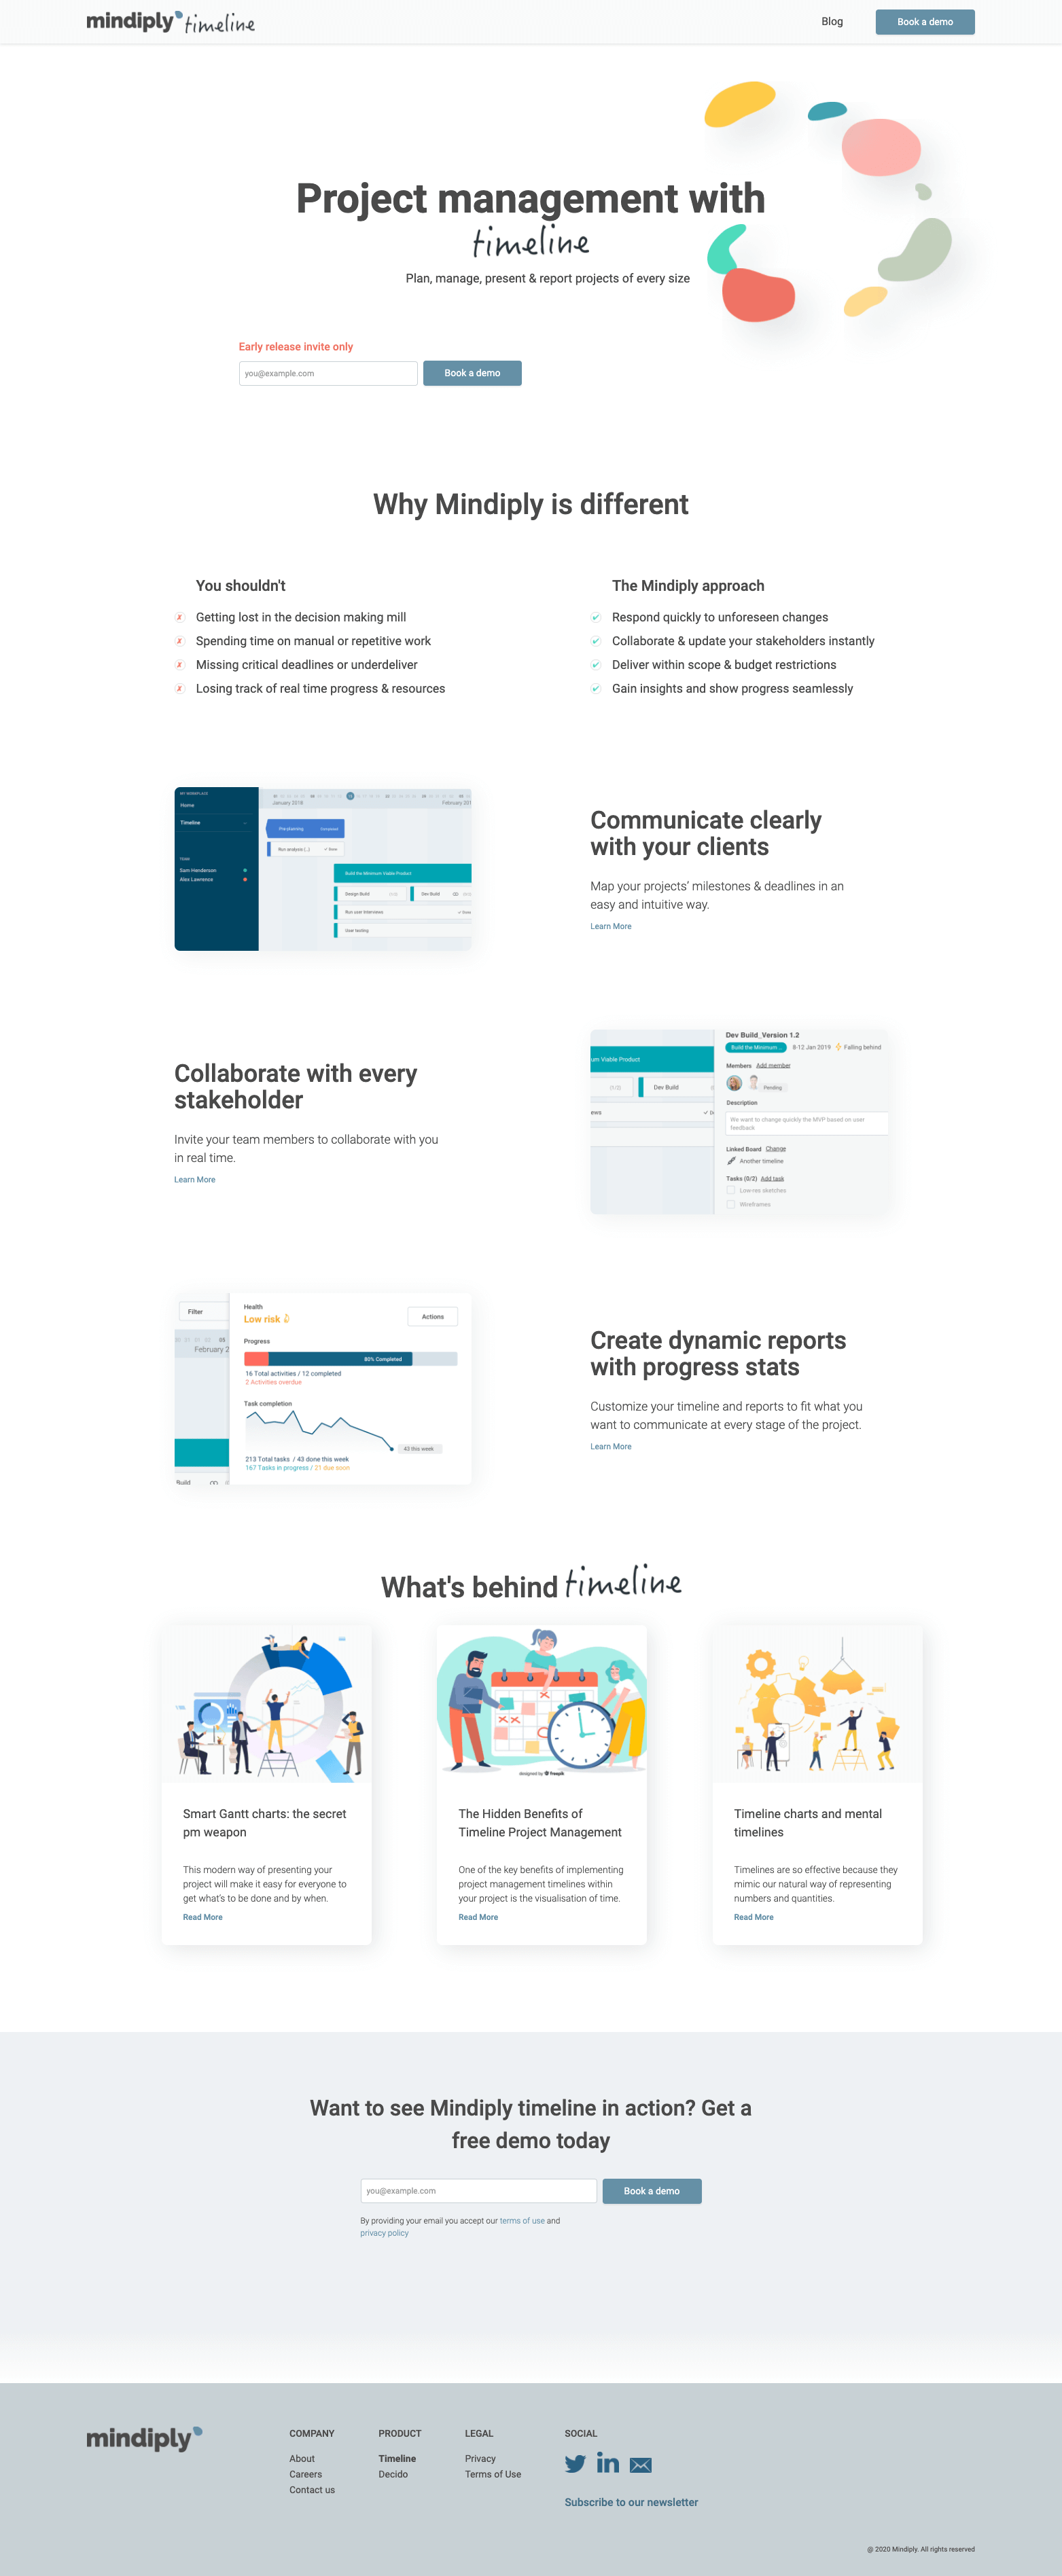 mindiply timeline
Blog
Book a demo
Project management with
timeline
Plan, manage, present & report projects of every size
Early release invite only
you@example.com
Book a demo
Why Mindiply is different
You shouldn't
Getting lost in the decision making mill
Spending time on manual or repetitive work
Missing critical deadlines or underdeliver
Losing track of real time progress & resources
The Mindiply approach
Respond quickly to unforeseen changes
Collaborate & update your stakeholders instantly
Deliver within scope & budget restrictions
Gain insights and show progress seamlessly
MY WORKPLACE
Home
Timeline
TEAM
Sam Henderson
Alex Lawrence
January 2018
February 201
Pre-planning
Completed
Run analysis (...)
Done
Build the Minimum Viable Product
Design Build
Dev Build
Run user interviews
User testing
Communicate clearly
with your clients
Map your projects' milestones & deadlines in an
easy and intuitive way.
Learn More
Collaborate with every
stakeholder
Invite your team members to collaborate with you
in real time.
Learn More
um Viable Product
(1/2)
Dev Build
ews
Dev Build_Version 1.2
Build the Minimum ...
8-12 Jan 2019
Falling behind
Members Add member
Pending
Description
We want to change quickly the MVP based on user
feedback
Linked Board Change
Another timeline
Tasks (0/2) Add task
Low-res sketches
Wireframes
Filter
05
February 2
Build
Health
Low risk
Actions
Progress
80% Completed
16 Total activities / 12 completed
2 Activities overdue
Task completion
43 this week
213 Total tasks / 43 done this week
167 Tasks in progress / 21 due soon
Create dynamic reports
with progress stats
Customize your timeline and reports to fit what you
want to communicate at every stage of the project.
Learn More
What's behind timeline
designed by freepik
Smart Gantt charts: the secret
pm weapon
This modern way of presenting your
project will make it easy for everyone to
get what's to be done and by when.
Read More
The Hidden Benefits of
Timeline Project Management
One of the key benefits of implementing
project management timelines within
your project is the visualisation of time.
Read More
Timeline charts and mental
timelines
Timelines are so effective because they
mimic our natural way of representing
numbers and quantities.
Read More
Want to see Mindiply timeline in action? Get a
free demo today
you@example.com
Book a demo
By providing your email you accept our terms of use and
privacy policy
mindiply
COMPANY
About
Careers
Contact us
PRODUCT
Timeline
Decido
LEGAL
Privacy
Terms of Use
SOCIAL
Subscribe to our newsletter
@ 2020 Mindiply. All rights reserved